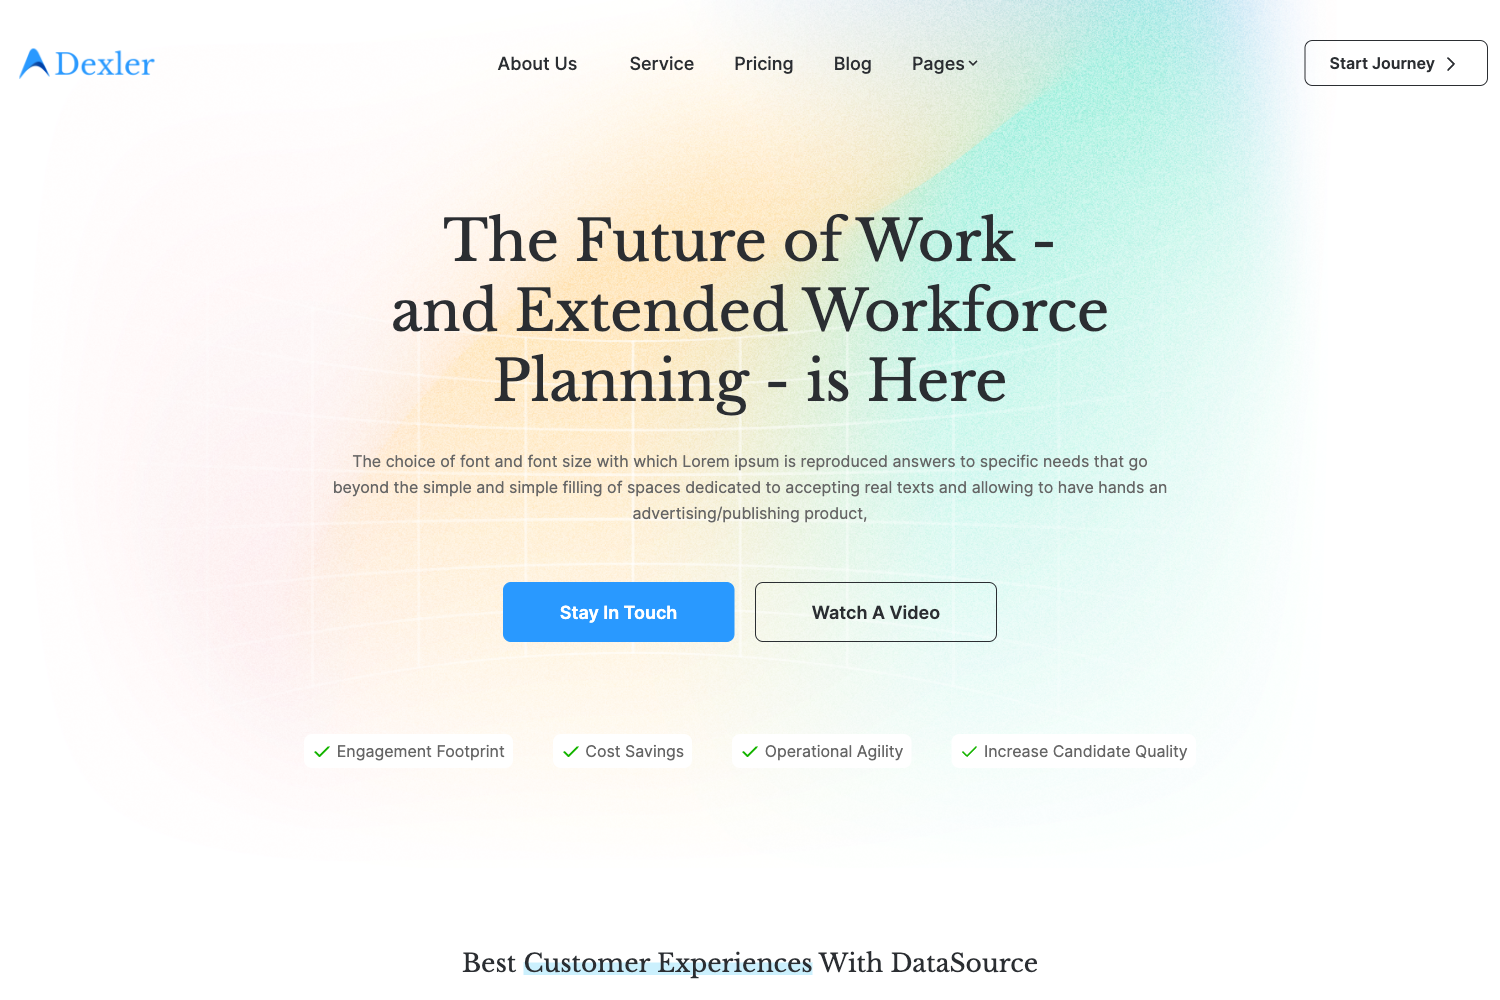 Dexler
About Us Service Pricing Blog Pages
Start Journey
The Future of Work -
and Extended Workforce
Planning - is Here
The choice of font and font size with which Lorem ipsum is reproduced answers to specific needs that go
beyond the simple and simple filling of spaces dedicated to accepting real texts and allowing to have hands an
advertising/publishing product,
Stay In Touch Watch A Video
Engagement Footprint Cost Savings Operational Agility Increase Candidate Quality
Best Customer Experiences With DataSource